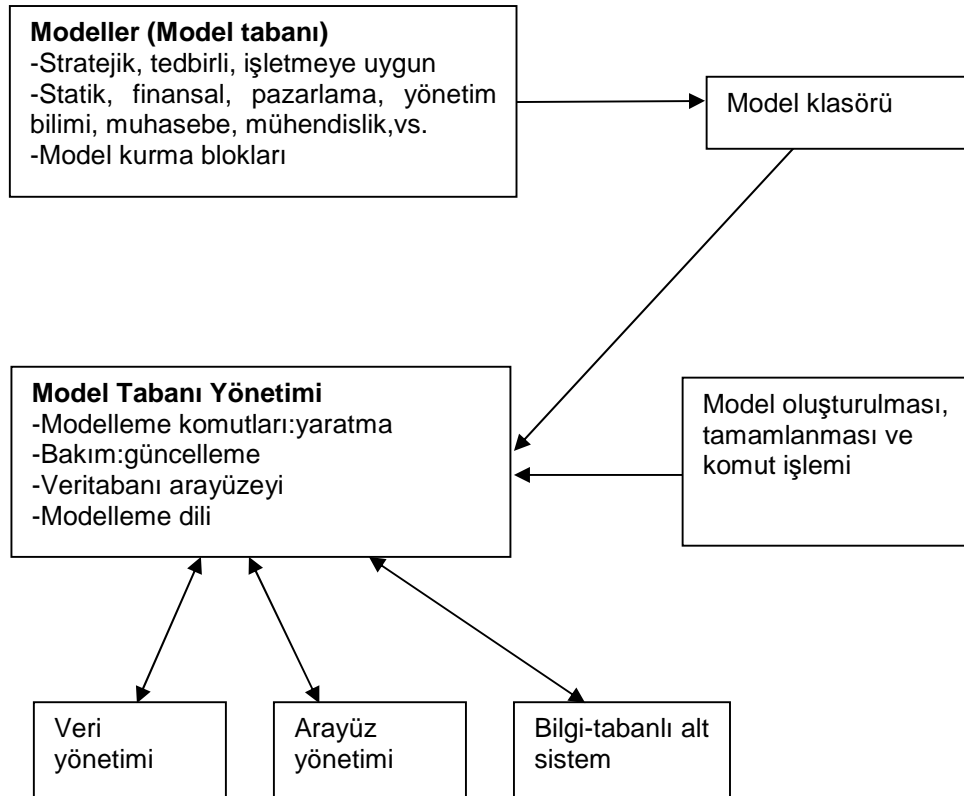 Modeller (Model tabanı)
-Stratejik, tedbirli, işletmeye uygun
-Statik, finansal, pazarlama, yönetim
bilimi, muhasebe, mühendislik,vs.
-Model kurma blokları
Model klasörü
Model Tabanı Yönetimi
-Modelleme komutları:yaratma
-Bakım:güncelleme
-Veritabanı arayüzeyi
-Modelleme dili
Model oluşturulması,
tamamlanması ve
komut işlemi
Veri
yönetimi
Arayüz
yönetimi
Bilgi-tabanlı alt
sistem